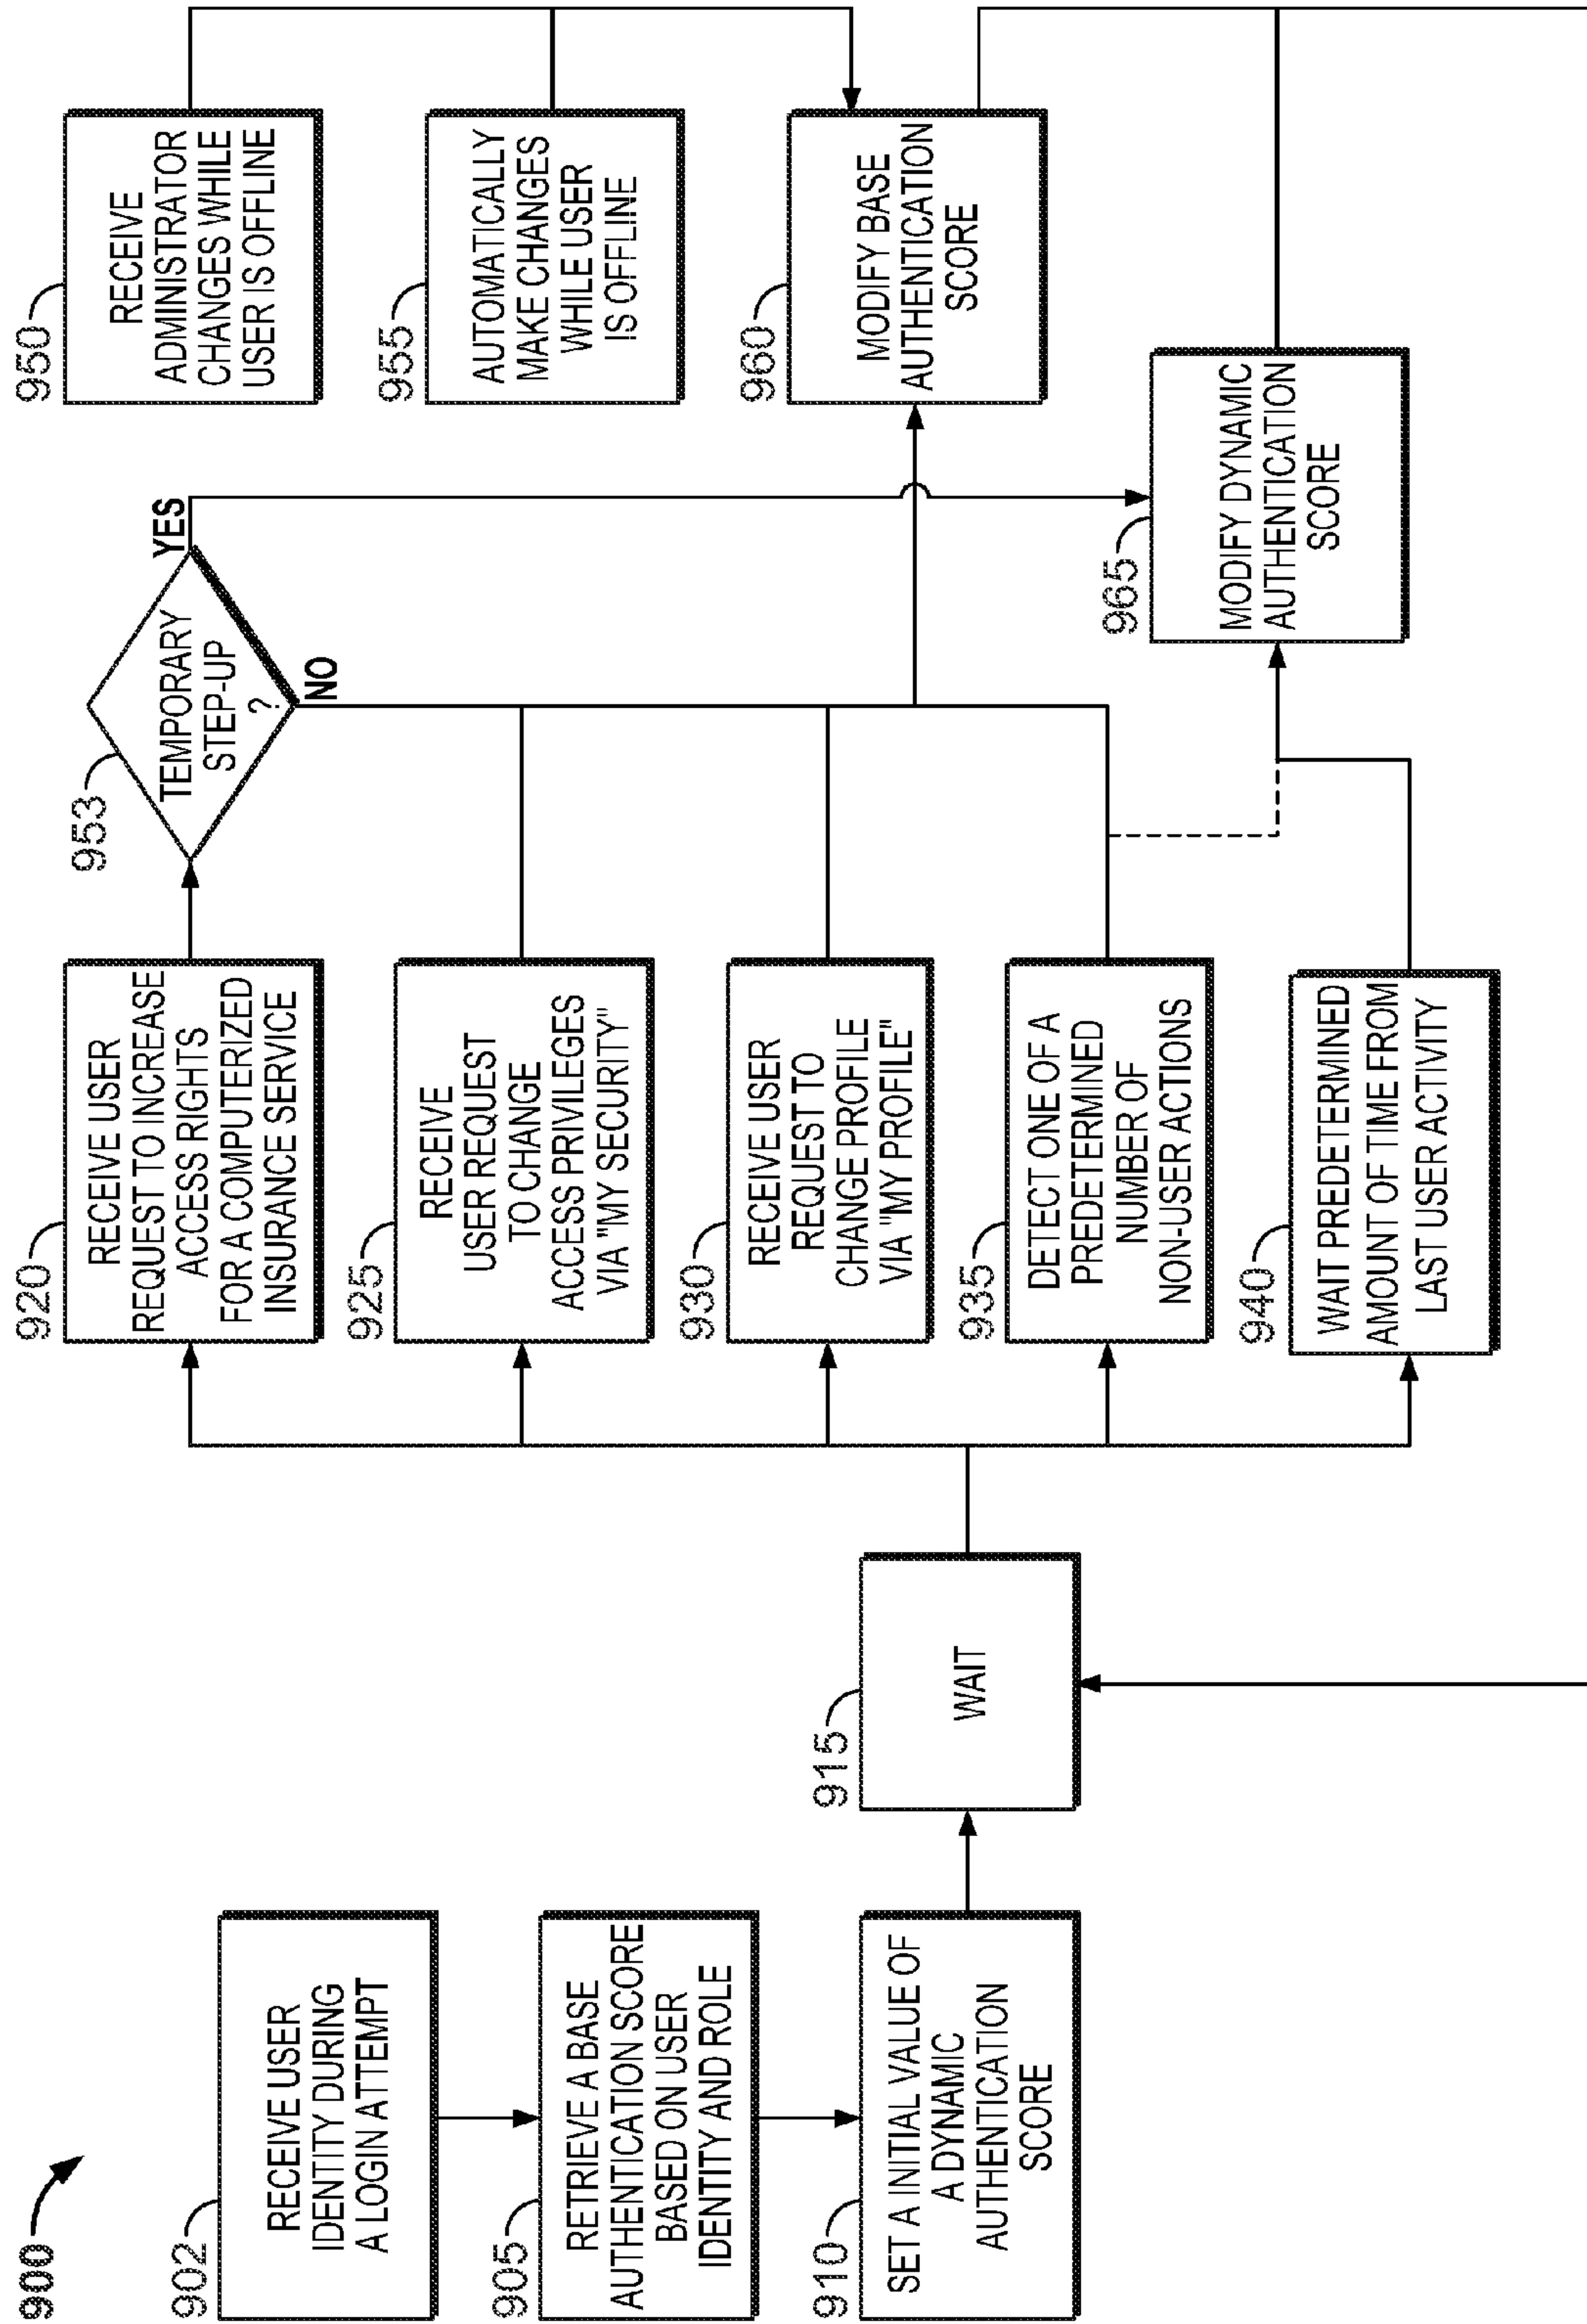 900
902
RECEIVE USER
IDENTITY DURING
A LOGIN ATTEMPT
905
RETRIEVE A BASE
AUTHENTICATION SCORE
BASED ON USER
IDENTITY AND ROLE
910
SET A INITIAL VALUE OF
A DYNAMIC
AUTHENTICATION
SCORE
915
WAIT
920
RECEIVE USER
REQUEST TO INCREASE
ACCESS RIGHTS
FOR A COMPUTERIZED
INSURANCE SERVICE
925
RECEIVE
USER REQUEST
TO CHANGE
ACCESS PRIVILEGES
VIA "MY SECURITY"
930
RECEIVE USER
REQUEST TO
CHANGE PROFILE
VIA "MY PROFILE"
935
DETECT ONE OF A
PREDETERMINED
NUMBER OF
NON-USER ACTIONS
940
WAIT PREDETERMINED
AMOUNT OF TIME FROM
LAST USER ACTIVITY
953
TEMPORARY
STEP-UP
?
YES
NO
950
RECEIVE
ADMINISTRATOR
CHANGES WHILE
USER IS OFFLINE
955
AUTOMATICALLY
MAKE CHANGES
WHILE USER
IS OFFLINE
960
MODIFY BASE
AUTHENTICATION
SCORE
965
MODIFY DYNAMIC
AUTHENTICATION
SCORE